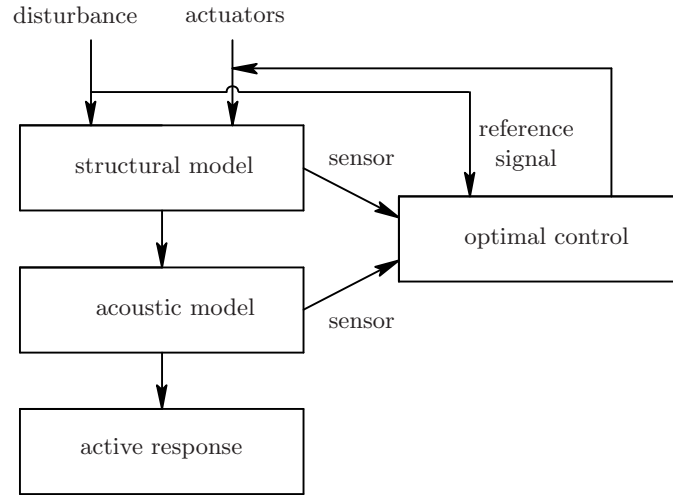 disturbance
actuators
reference
signal
structural model
sensor
optimal control
acoustic model
sensor
active response